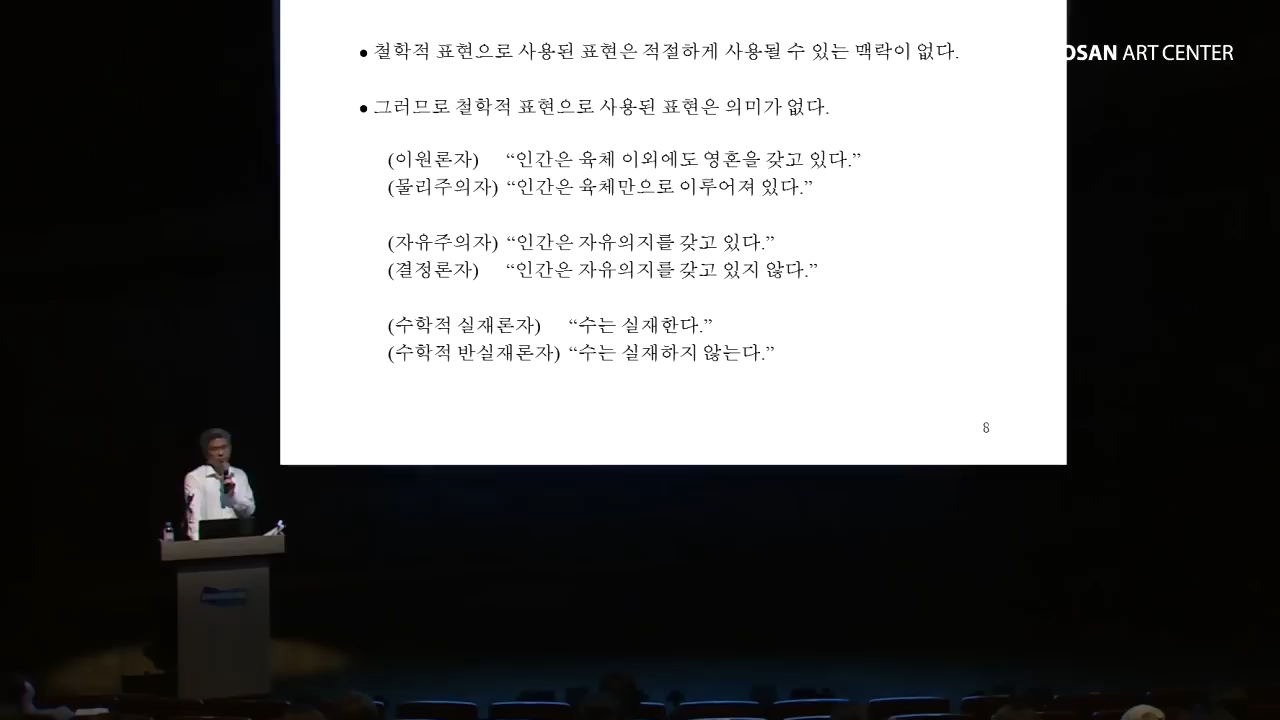 • 철학적 표현으로 사용된 표현은 적절하게 사용될 수 있는 맥락이 없다.
OSAN ART CENTER
• 그러므로 철학적 표현으로 사용된 표현은 의미가 없다.
(이원론자) “인간은 육체 이외에도 영혼을 갖고 있다.”
(물리주의자) “인간은 육체만으로 이루어져 있다.”
(자유주의자) “인간은 자유의지를 갖고 있다.”
(결정론자) “인간은 자유의지를 갖고 있지 않다.”
(수학적 실재론자) “수는 실재한다.”
(수학적 반실재론자) “수는 실재하지 않는다.”
8